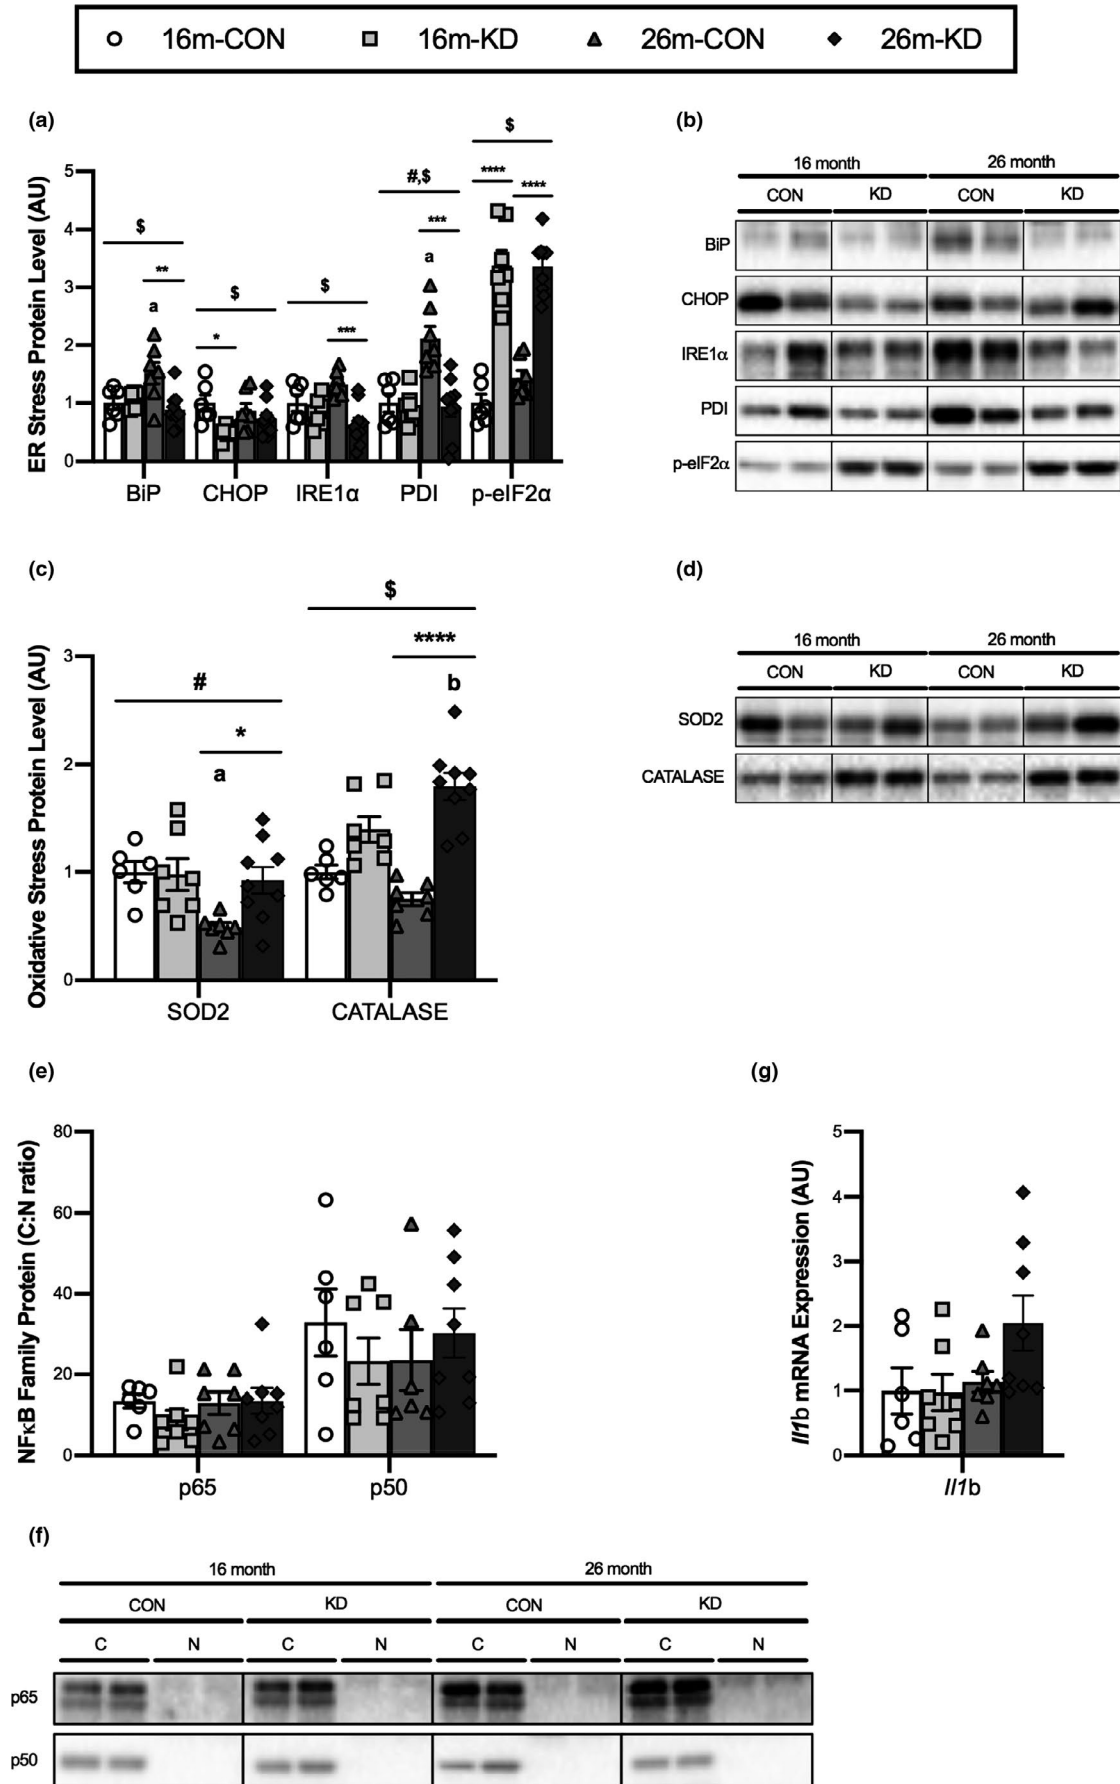 16m-CON 16m-KD 26m-CON 26m-KD
(a)
ER Stress Protein Level (AU)
5
4
3
2
1
0
$
**
a
$
*
$
***
#,$
***
a
$
****
****
BiP CHOP IRE1α PDI p-eIF2α
(b)
16 month 26 month
CON KD CON KD
BiP
CHOP
IRE1α
PDI
p-eIF2α
(c)
Oxidative Stress Protein Level (AU)
3
2
1
0
#
*
a
$
****
b
SOD2 CATALASE
(d)
16 month 26 month
CON KD CON KD
SOD2
CATALASE
(e)
NFκB Family Protein (C:N ratio)
80
60
40
20
0
p65 p50
(g)
Il1b mRNA Expression (AU)
5
4
3
2
1
0
Il1b
(f)
16 month 26 month
CON KD CON KD
C N C N C N C N
p65
p50